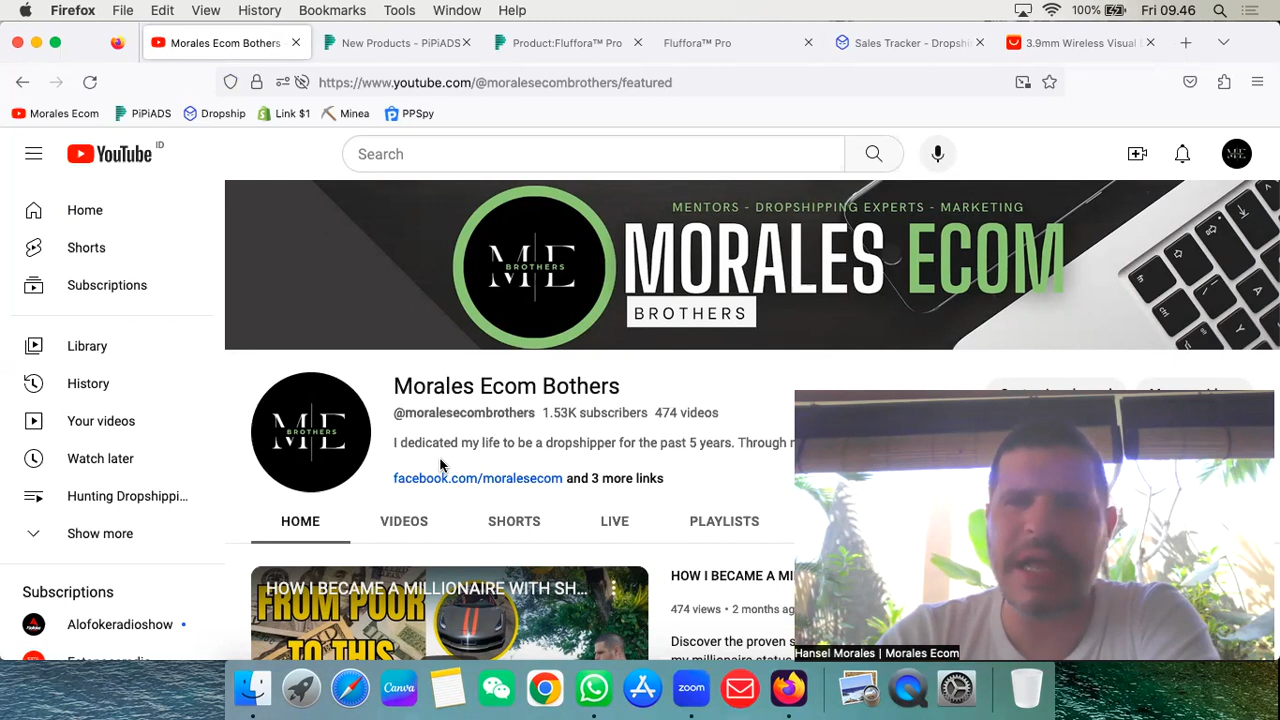 Firefox File Edit View History Bookmarks Tools Window Help 100% Fri 09.46
Morales Ecom Bothers
New Products - PiPiADS
Product:Fluffora™ Pro
Fluffora™ Pro
Sales Tracker - Dropshi
3.9mm Wireless Visual
https://www.youtube.com/@moralesecombrothers/featured
Morales Ecom PiPiADS Dropship Link $1 Minea PPSpy
YouTube ID
Search
ME
Home
Shorts
Subscriptions
Library
History
Your videos
Watch later
Hunting Dropshippi...
Show more
Subscriptions
Alofokeradioshow
MENTORS - DROPSHIPPING EXPERTS - MARKETING
M E
BROTHERS
MORALES ECOM
BROTHERS
M E
BROTHERS
Morales Ecom Bothers
@moralesecombrothers 1.53K subscribers 474 videos
I dedicated my life to be a dropshipper for the past 5 years. Through
facebook.com/moralesecom and 3 more links
HOME VIDEOS SHORTS LIVE PLAYLISTS
HOW I BECAME A MILLIONAIRE WITH SH...
FROM POOR
TO THIS
HOW I BECAME A MI
474 views • 2 months ag
Discover the proven s
my millionaire status
Hansel Morales | Morales Ecom
Canva
zoom